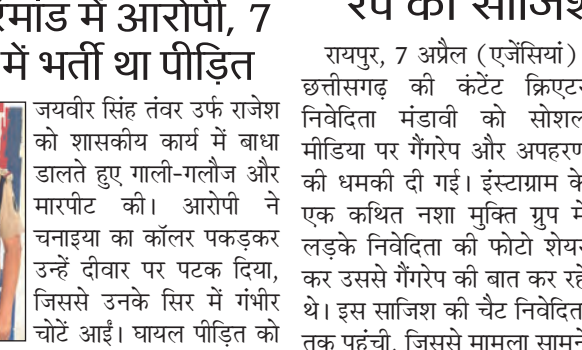 रिमांड में आरोपी, 7
में भर्ती था पीड़ित
जयवीर सिंह तंवर उर्फ राजेश
को शासकीय कार्य में बाधा
डालते हुए गाली-गलौज और
मारपीट की। आरोपी ने
चनाइया का कॉलर पकड़कर
उन्हें दीवार पर पटक दिया,
जिससे उनके सिर में गंभीर
चोटें आईं। घायल पीड़ित को
रेप की साजिश
रायपुर, 7 अप्रैल (एजेंसियां)
छत्तीसगढ़ की कंटेंट क्रिएटर
निवेदिता मंडावी को सोशल
मीडिया पर गैंगरेप और अपहरण
की धमकी दी गई। इंस्टाग्राम के
एक कथित नशा मुक्ति ग्रुप में
लड़के निवेदिता की फोटो शेयर
कर उससे गैंगरेप की बात कर रहे
थे। इस साजिश की चैट निवेदिता
तक पहुंची, जिससे मामला सामने